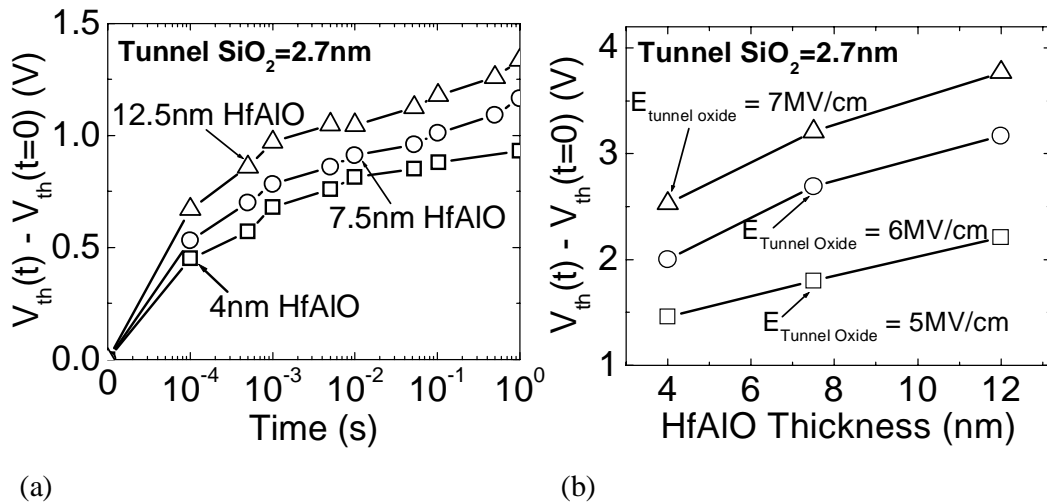 Tunnel SiO2=2.7nm
12.5nm HfAlO
7.5nm HfAlO
4nm HfAlO
Vth(t) - Vth(t=0) (V)
1.5
1.0
0.5
0.0
0 10^-4 10^-3 10^-2 10^-1 10^0
Time (s)
(a)
Tunnel SiO2=2.7nm
Etunnel oxide = 7MV/cm
ETunnel Oxide = 6MV/cm
ETunnel Oxide = 5MV/cm
Vth(t) - Vth(t=0) (V)
4
3
2
1
4 6 8 10 12
HfAlO Thickness (nm)
(b)